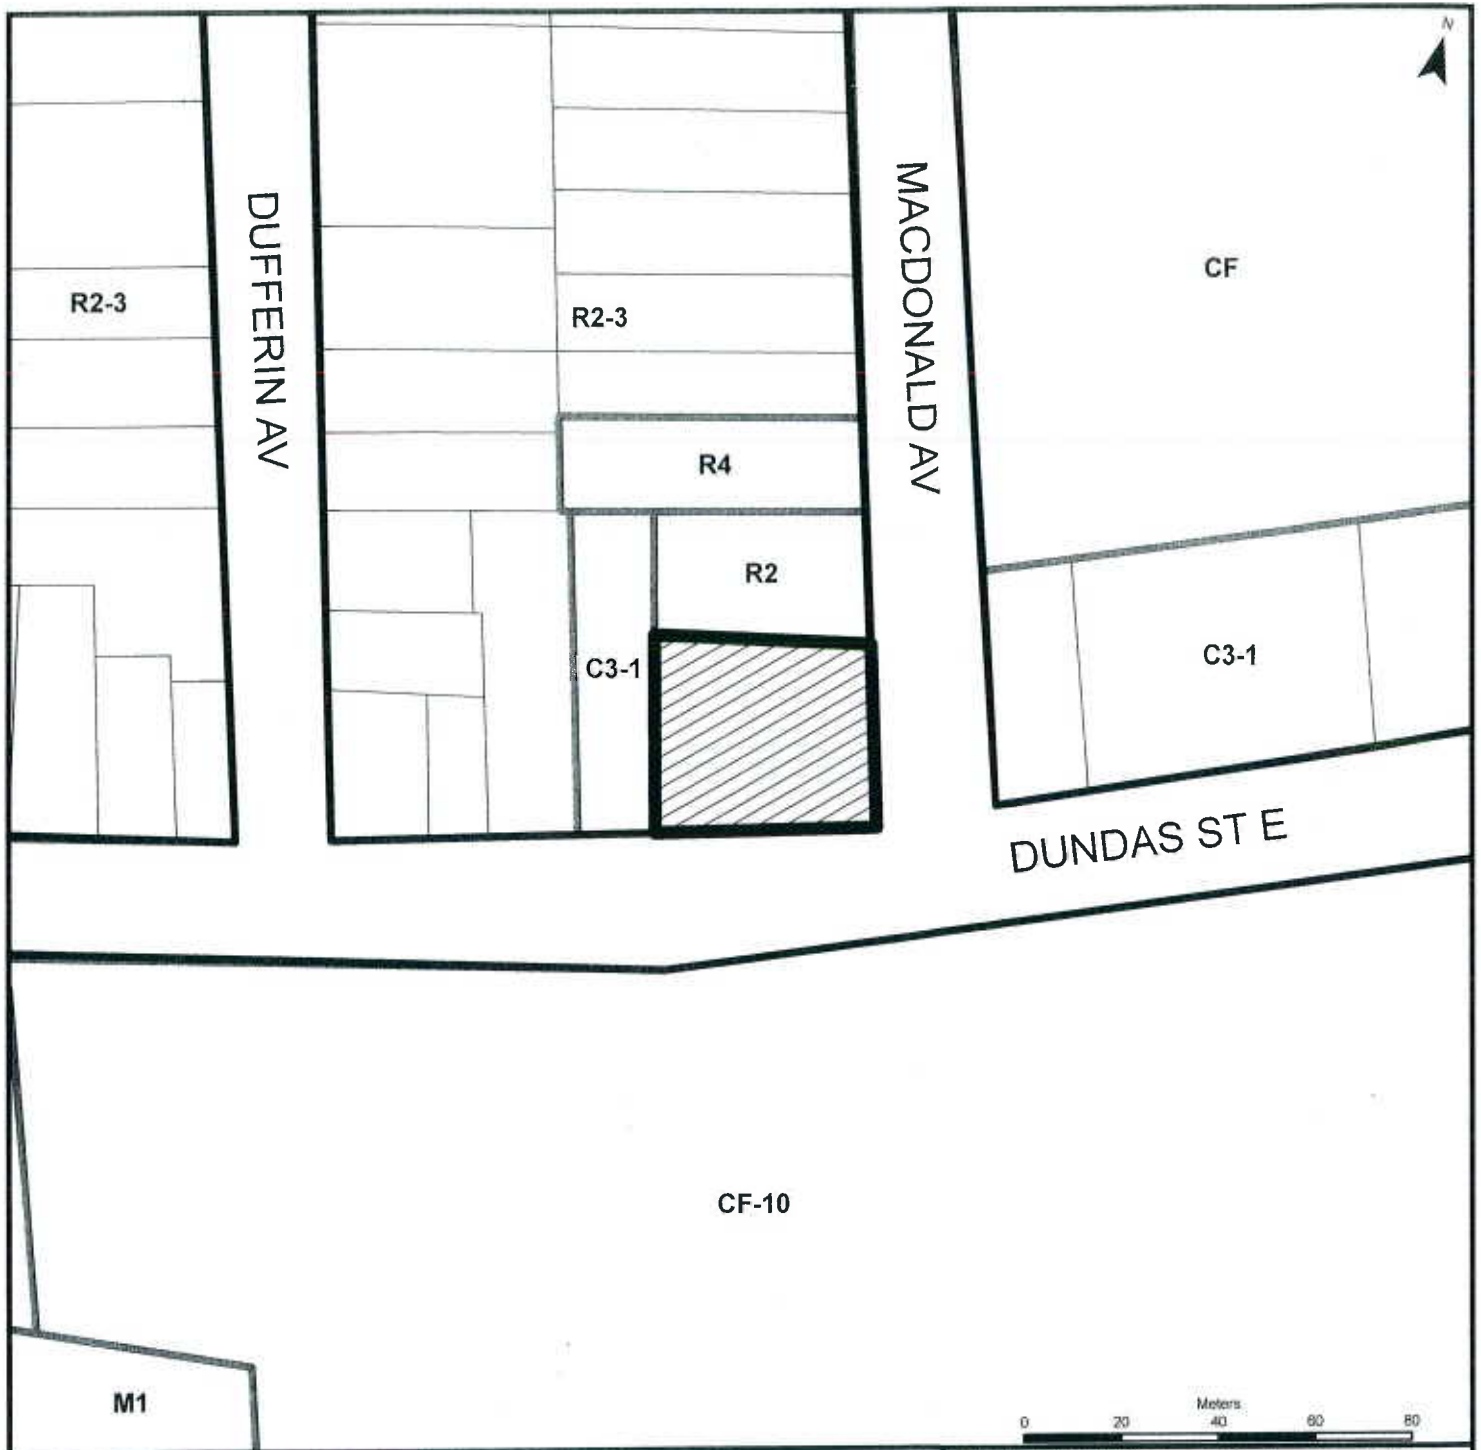 N
DUFFERIN AV
MACDONALD AV
CF
R2-3
R2-3
R4
R2
C3-1
C3-1
DUNDAS ST E
CF-10
M1
Meters
0 20 40 60 80